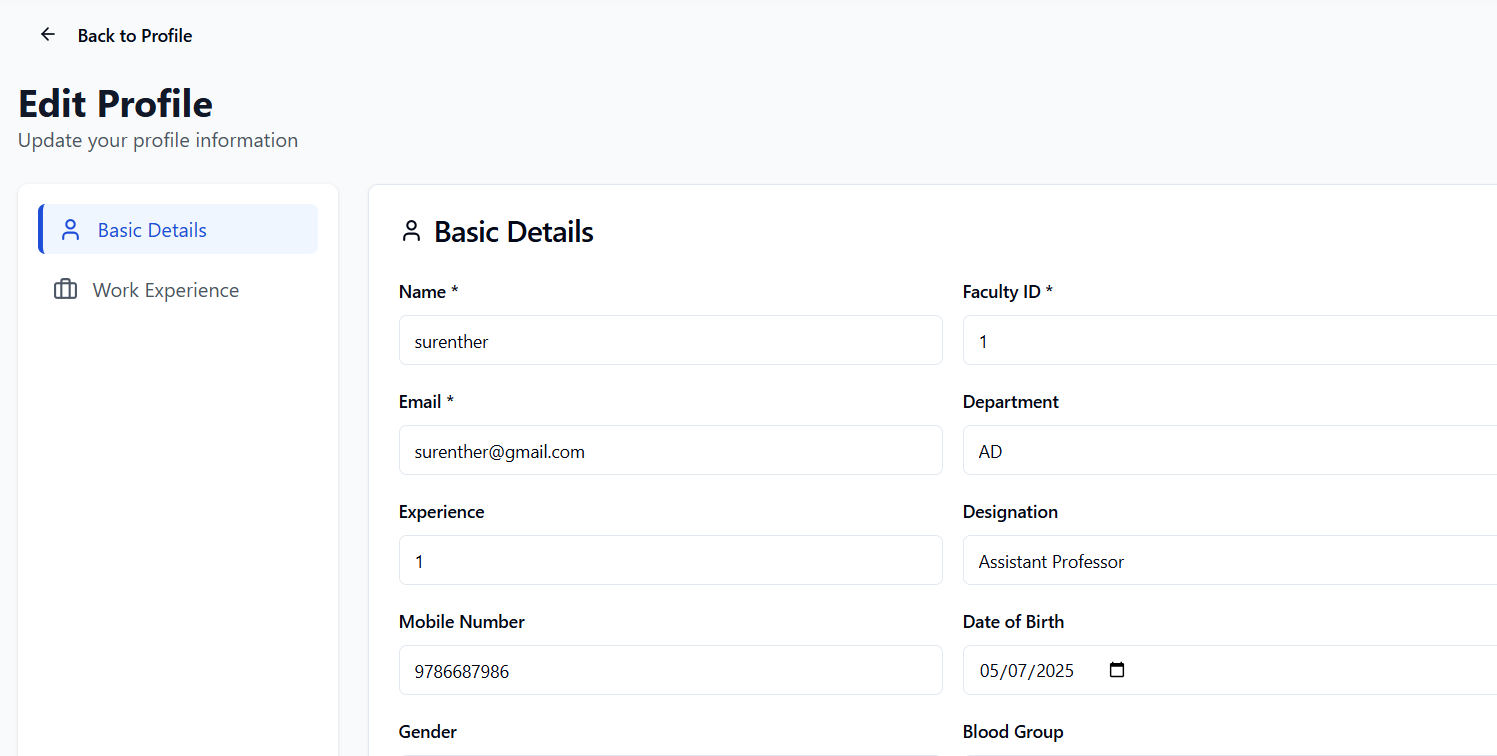 Back to Profile
Edit Profile
Update your profile information
Basic Details
Work Experience
Basic Details
Name *
Faculty ID *
surenther
1
Email *
Department
surenther@gmail.com
AD
Experience
Designation
1
Assistant Professor
Mobile Number
Date of Birth
9786687986
05/07/2025
Gender
Blood Group